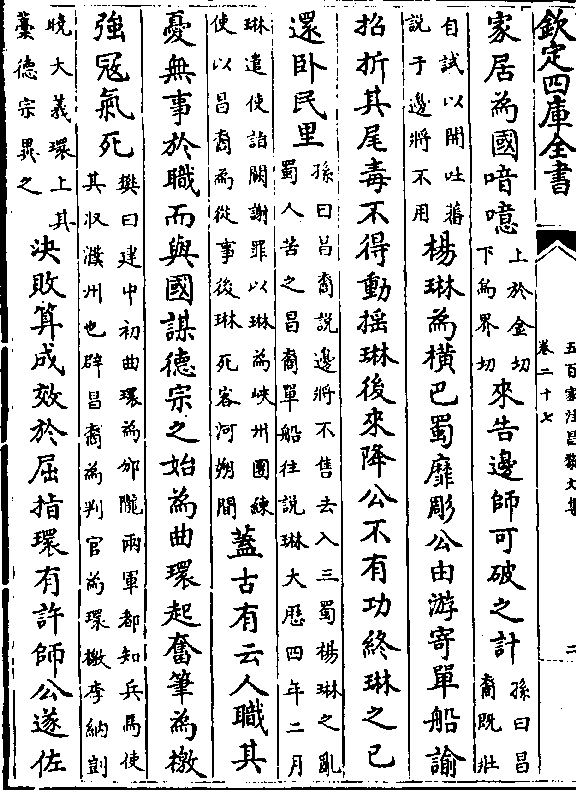 欽定四庫全書
五百家注昌黎文集
卷二十七
二
家居為國喑噫上於金切下烏界切來告邊師可破之計孫曰昌裔既壯
自試以開吐蕃説于邊將不用楊琳為横巴蜀靡彫公由游寄單船諭
招折其尾毒不得動揺琳後來降公不有功終琳之已
還卧民里孫曰昌裔説邊將不售去入三蜀楊琳之亂蜀人苦之昌裔單船往説琳大厯四年二月
琳遣使詣闕謝罪以琳為峽州團練使以昌裔為從事後琳死客河朔間蓋古有云人職其
憂無事於職而與國謀德宗之始為曲環起奮筆為檄
強冦氣死樊曰建中初曲環為邠隴兩軍都知兵馬使其収濮州也辟昌裔為判官為環檄李納剴
曉大義環上其藁德宗異之決敗算成效於屈指環有許師公遂佐